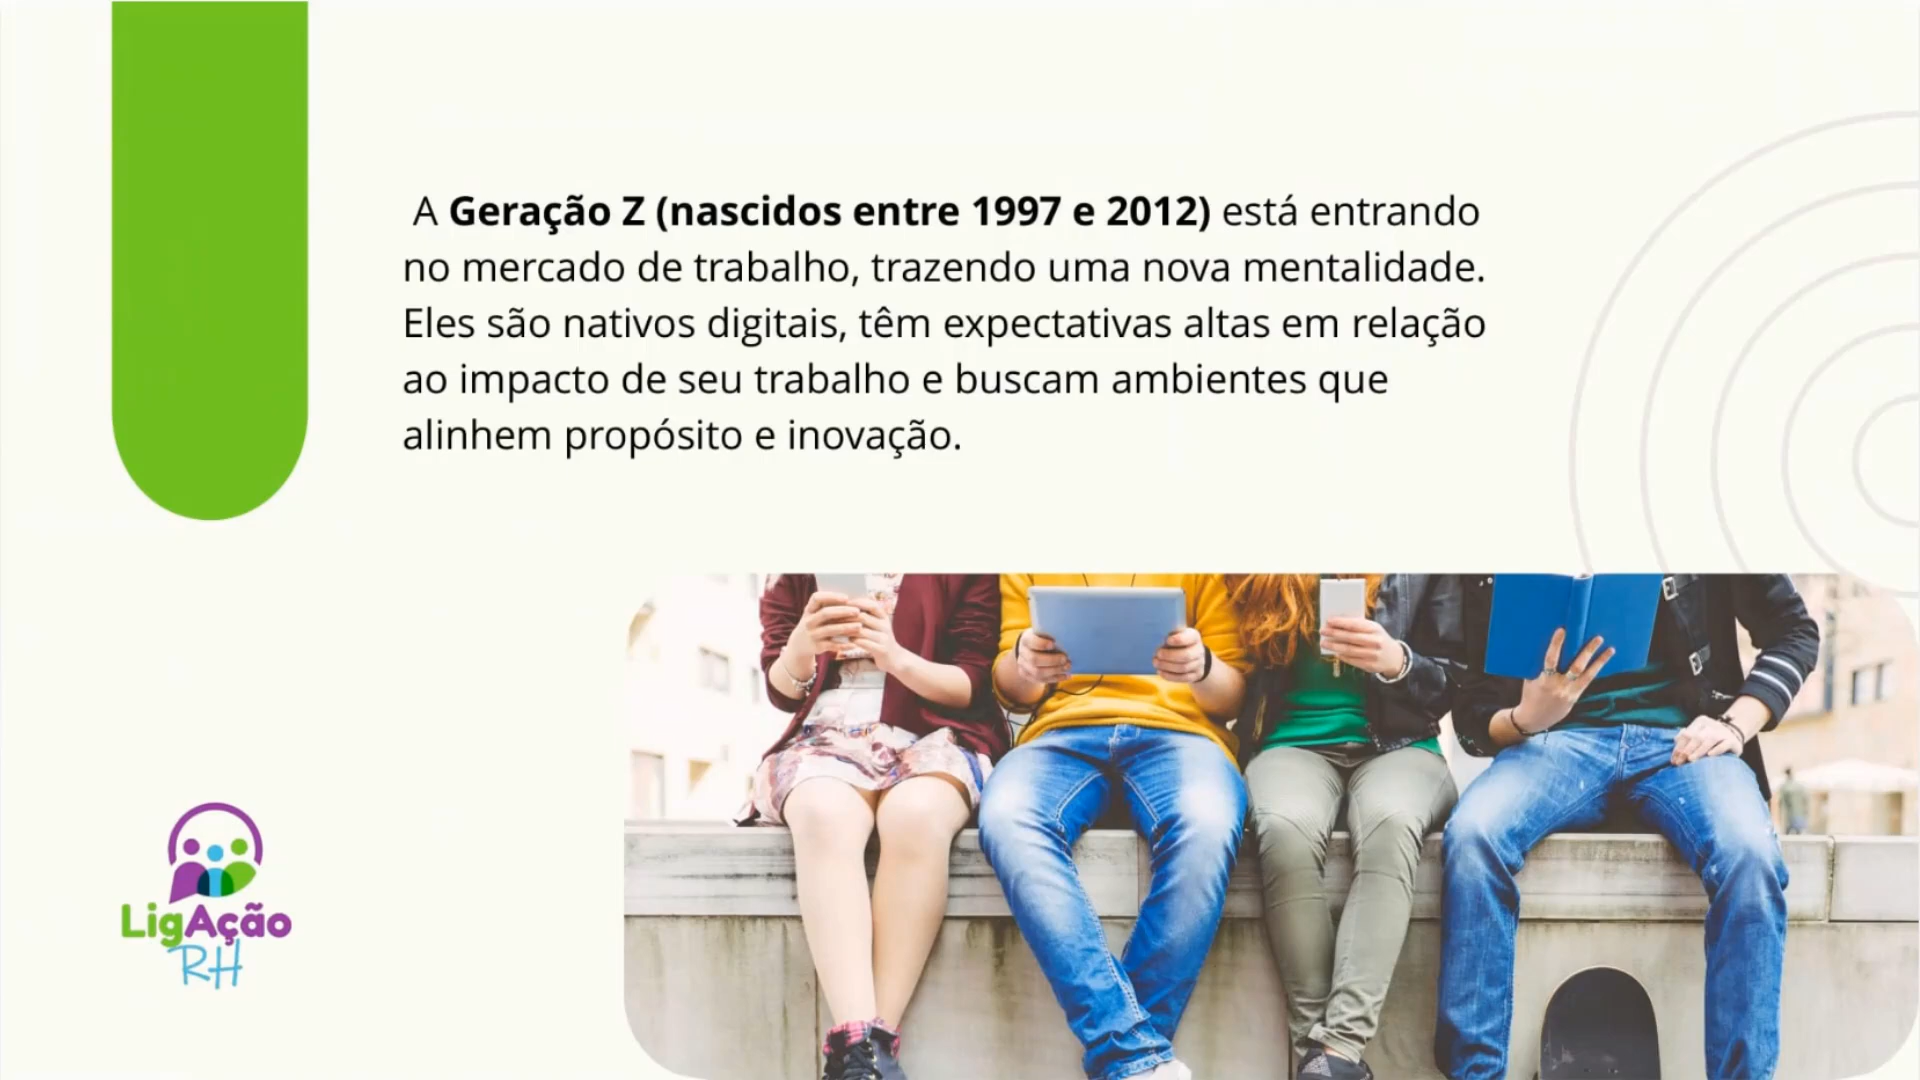 A Geração Z (nascidos entre 1997 e 2012) está entrando
no mercado de trabalho, trazendo uma nova mentalidade.
Eles são nativos digitais, têm expectativas altas em relação
ao impacto de seu trabalho e buscam ambientes que
alinhem propósito e inovação.
LigAção
RH